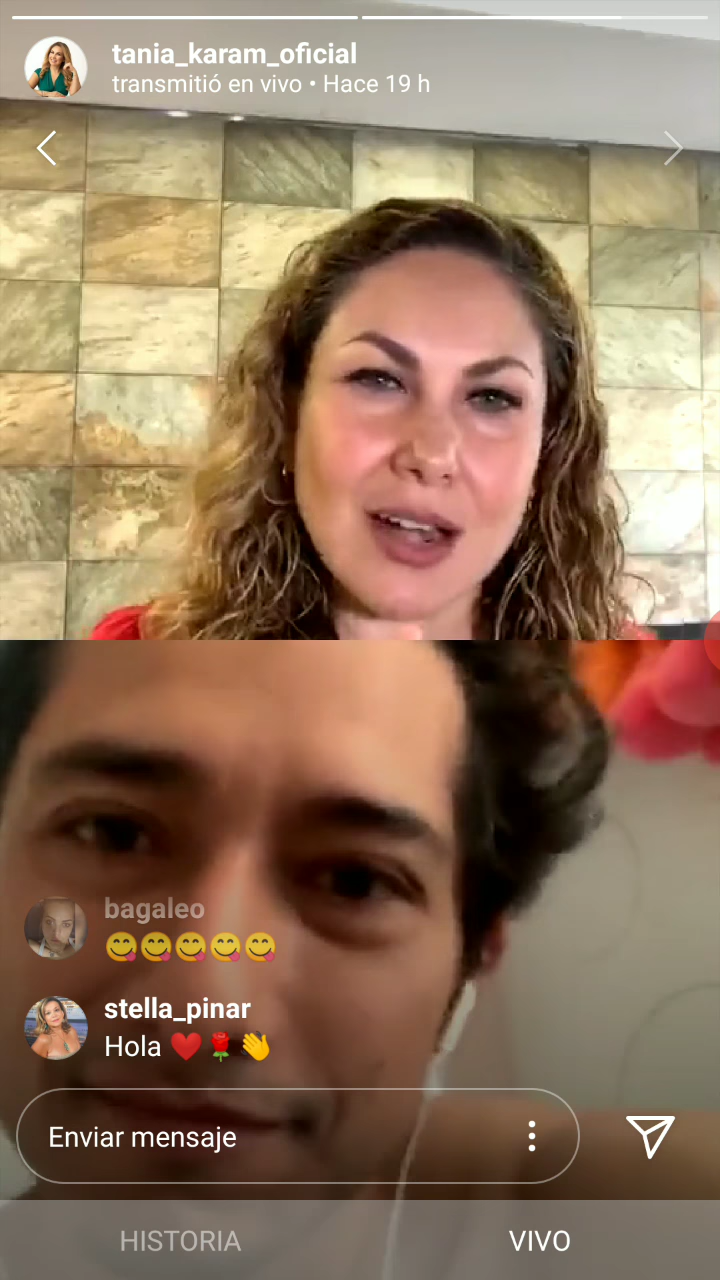 tania_karam_oficial
transmitió en vivo • Hace 19 h
bagaleo
😋😋😋😋😋
stella_pinar
Hola ❤️🌹👋
Enviar mensaje
HISTORIA
VIVO